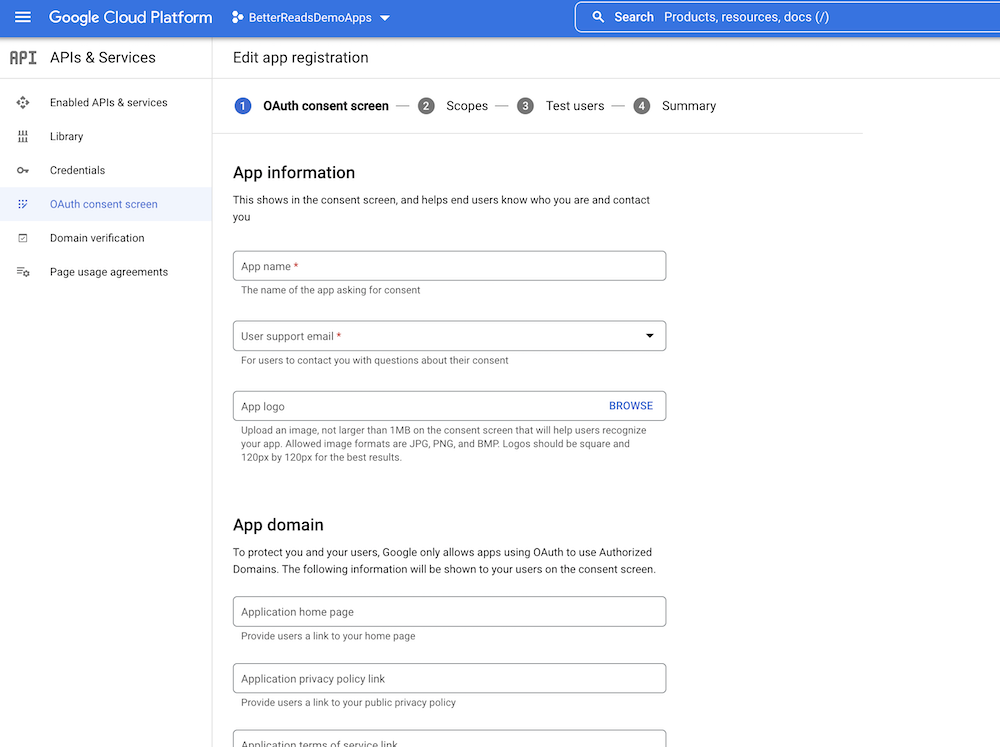 Google Cloud Platform
BetterReadsDemoApps
Search Products, resources, docs (/)
API APIs & Services
Enabled APIs & services
Library
Credentials
OAuth consent screen
Domain verification
Page usage agreements
Edit app registration
1 OAuth consent screen — 2 Scopes — 3 Test users — 4 Summary
App information
This shows in the consent screen, and helps end users know who you are and contact
you
App name *
The name of the app asking for consent
User support email *
For users to contact you with questions about their consent
App logo BROWSE
Upload an image, not larger than 1MB on the consent screen that will help users recognize
your app. Allowed image formats are JPG, PNG, and BMP. Logos should be square and
120px by 120px for the best results.
App domain
To protect you and your users, Google only allows apps using OAuth to use Authorized
Domains. The following information will be shown to your users on the consent screen.
Application home page
Provide users a link to your home page
Application privacy policy link
Provide users a link to your public privacy policy
Application terms of service link